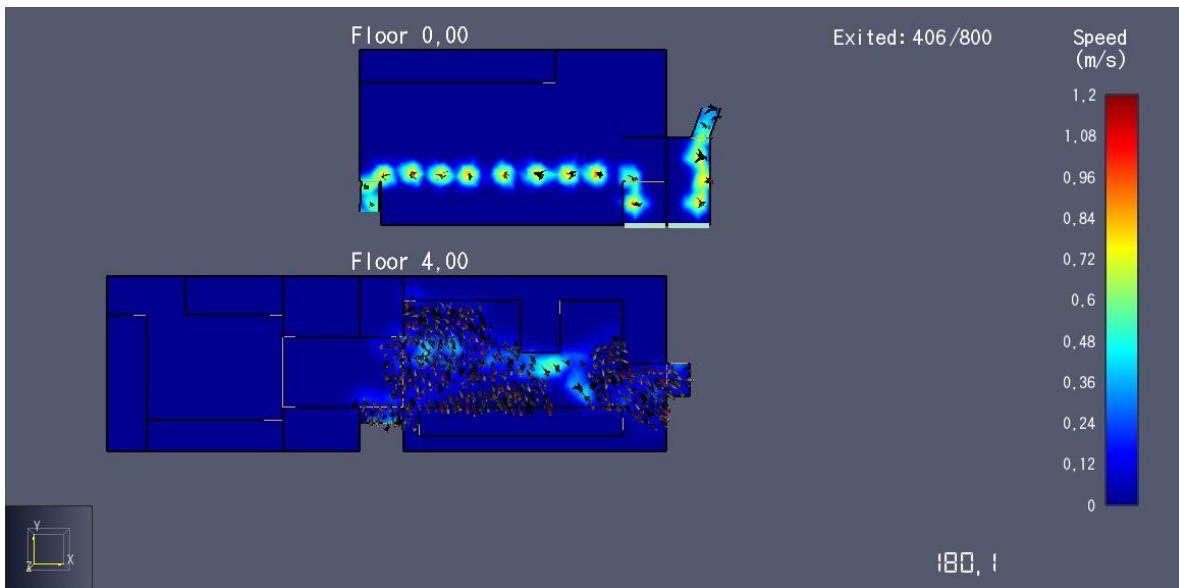 Floor 0,00
Exited: 406/800
Speed
(m/s)
1,2
1,08
0,96
0,84
0,72
0,6
0,48
0,36
0,24
0,12
0
Floor 4,00
Y
Z
X
180,1